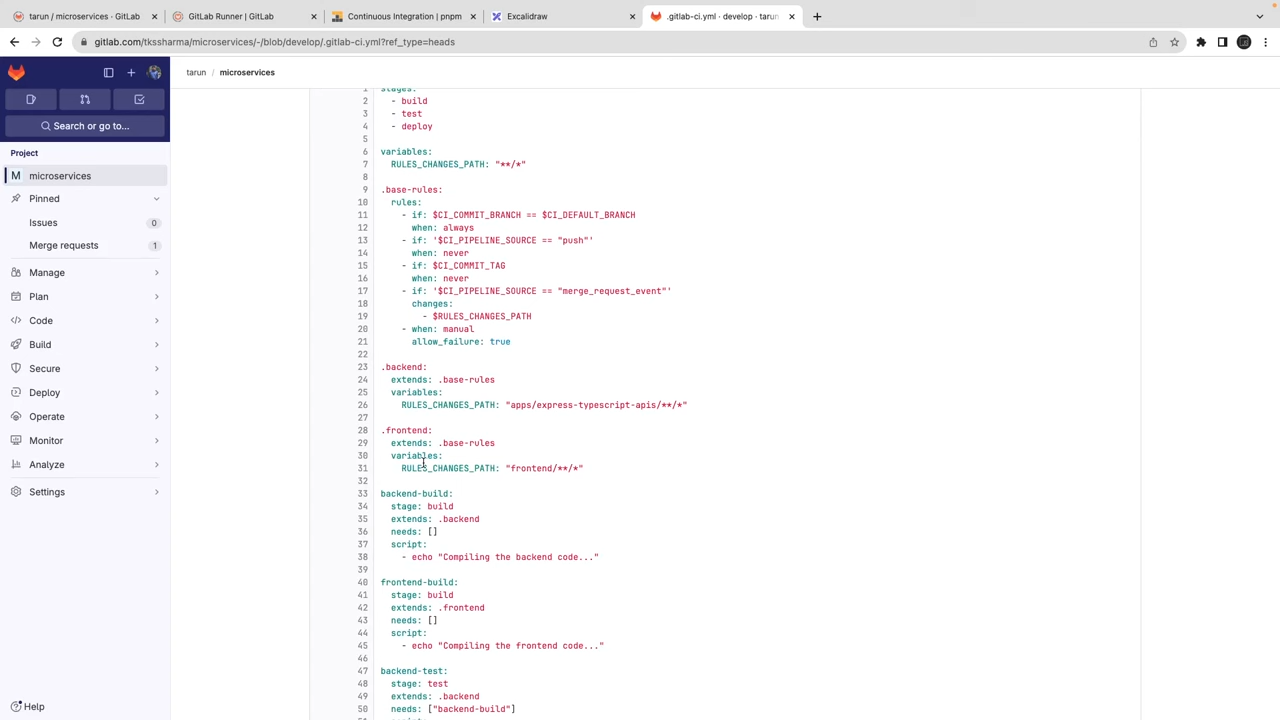 tarun / microservices · GitLab
GitLab Runner | GitLab
Continuous Integration | pnpm
Excalidraw
.gitlab-ci.yml · develop · tarun
gitlab.com/tkssharma/microservices/-/blob/develop/.gitlab-ci.yml?ref_type=heads
tarun / microservices
Search or go to...
Project
M microservices
Pinned
Issues 0
Merge requests 1
Manage
Plan
Code
Build
Secure
Deploy
Operate
Monitor
Analyze
Settings
Help
1 stages:
2 - build
3 - test
4 - deploy
5
6 variables:
7 RULES_CHANGES_PATH: "**/*"
8
9 .base-rules:
10 rules:
11 - if: $CI_COMMIT_BRANCH == $CI_DEFAULT_BRANCH
12 when: always
13 - if: '$CI_PIPELINE_SOURCE == "push"'
14 when: never
15 - if: $CI_COMMIT_TAG
16 when: never
17 - if: '$CI_PIPELINE_SOURCE == "merge_request_event"'
18 changes:
19 - $RULES_CHANGES_PATH
20 - when: manual
21 allow_failure: true
22
23 .backend:
24 extends: .base-rules
25 variables:
26 RULES_CHANGES_PATH: "apps/express-typescript-apis/**/*"
27
28 .frontend:
29 extends: .base-rules
30 variables:
31 RULES_CHANGES_PATH: "frontend/**/*"
32
33 backend-build:
34 stage: build
35 extends: .backend
36 needs: []
37 script:
38 - echo "Compiling the backend code..."
39
40 frontend-build:
41 stage: build
42 extends: .frontend
43 needs: []
44 script:
45 - echo "Compiling the frontend code..."
46
47 backend-test:
48 stage: test
49 extends: .backend
50 needs: ["backend-build"]